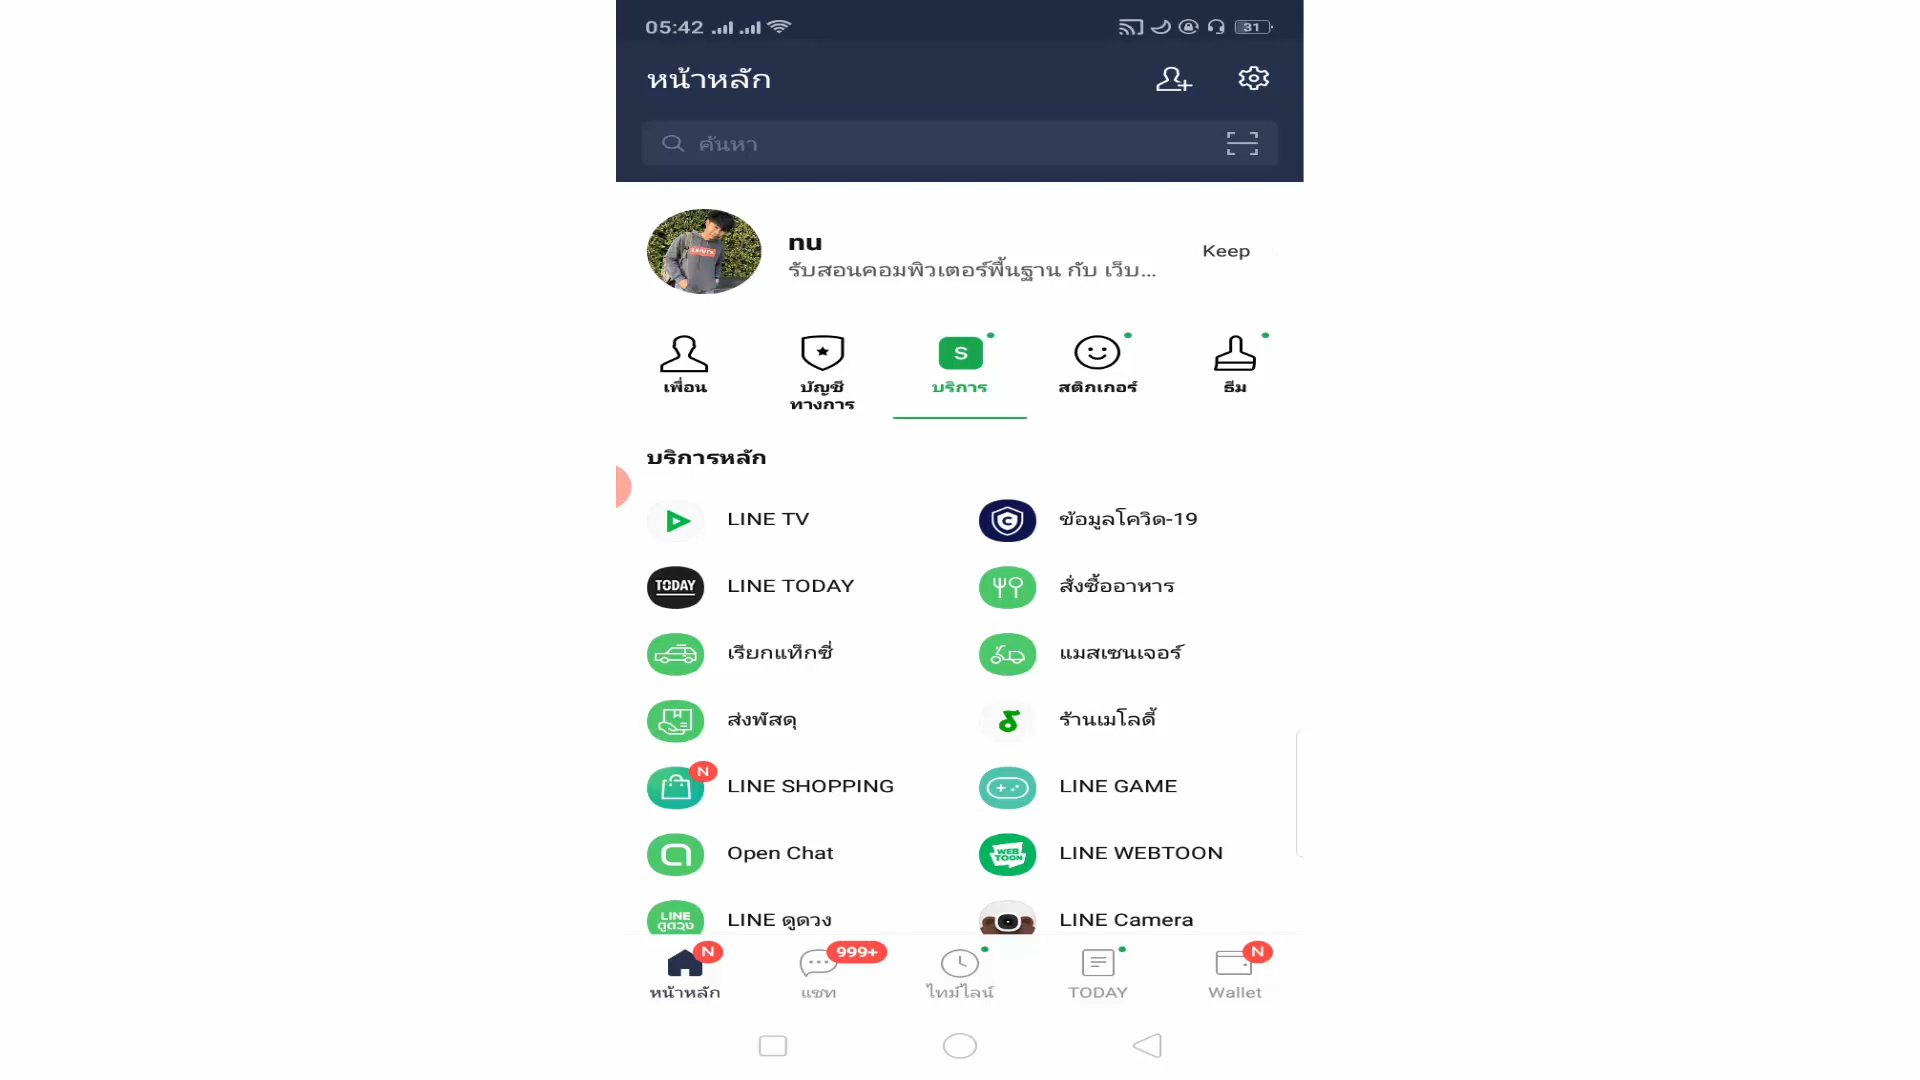 05:42
31
หน้าหลัก
ค้นหา
nu
รับสอนคอมพิวเตอร์พื้นฐาน กับ เว็บ...
Keep
เพื่อน
บัญชี
ทางการ
S
บริการ
สติกเกอร์
ธีม
บริการหลัก
LINE TV
ข้อมูลโควิด-19
TODAY
LINE TODAY
สั่งซื้ออาหาร
เรียกแท็กซี่
แมสเซนเจอร์
ส่งพัสดุ
ร้านเมโลดี้
N
LINE SHOPPING
LINE GAME
Open Chat
WEB
TOON
LINE WEBTOON
LINE
ดูดวง
LINE ดูดวง
LINE Camera
N
999+
N
หน้าหลัก
แชท
ไทม์ไลน์
TODAY
Wallet